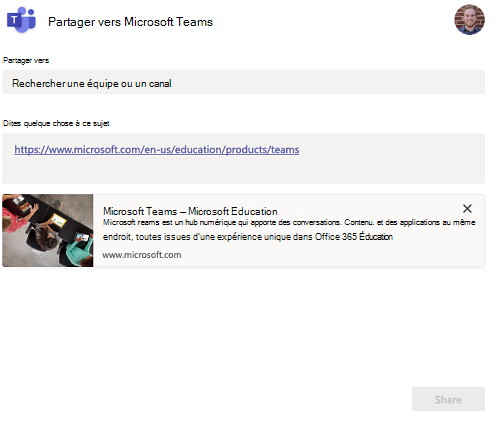 Partager vers Microsoft Teams
Partager vers
Rechercher une équipe ou un canal
Dites quelque chose à ce sujet
https://www.microsoft.com/en-us/education/products/teams
Microsoft Teams – Microsoft Education
Microsoft reams est un hub numérique qui apporte des conversations. Contenu. et des applications au même
endroit, toutes issues d'une expérience unique dans Office 365 Éducation
www.microsoft.com
Share